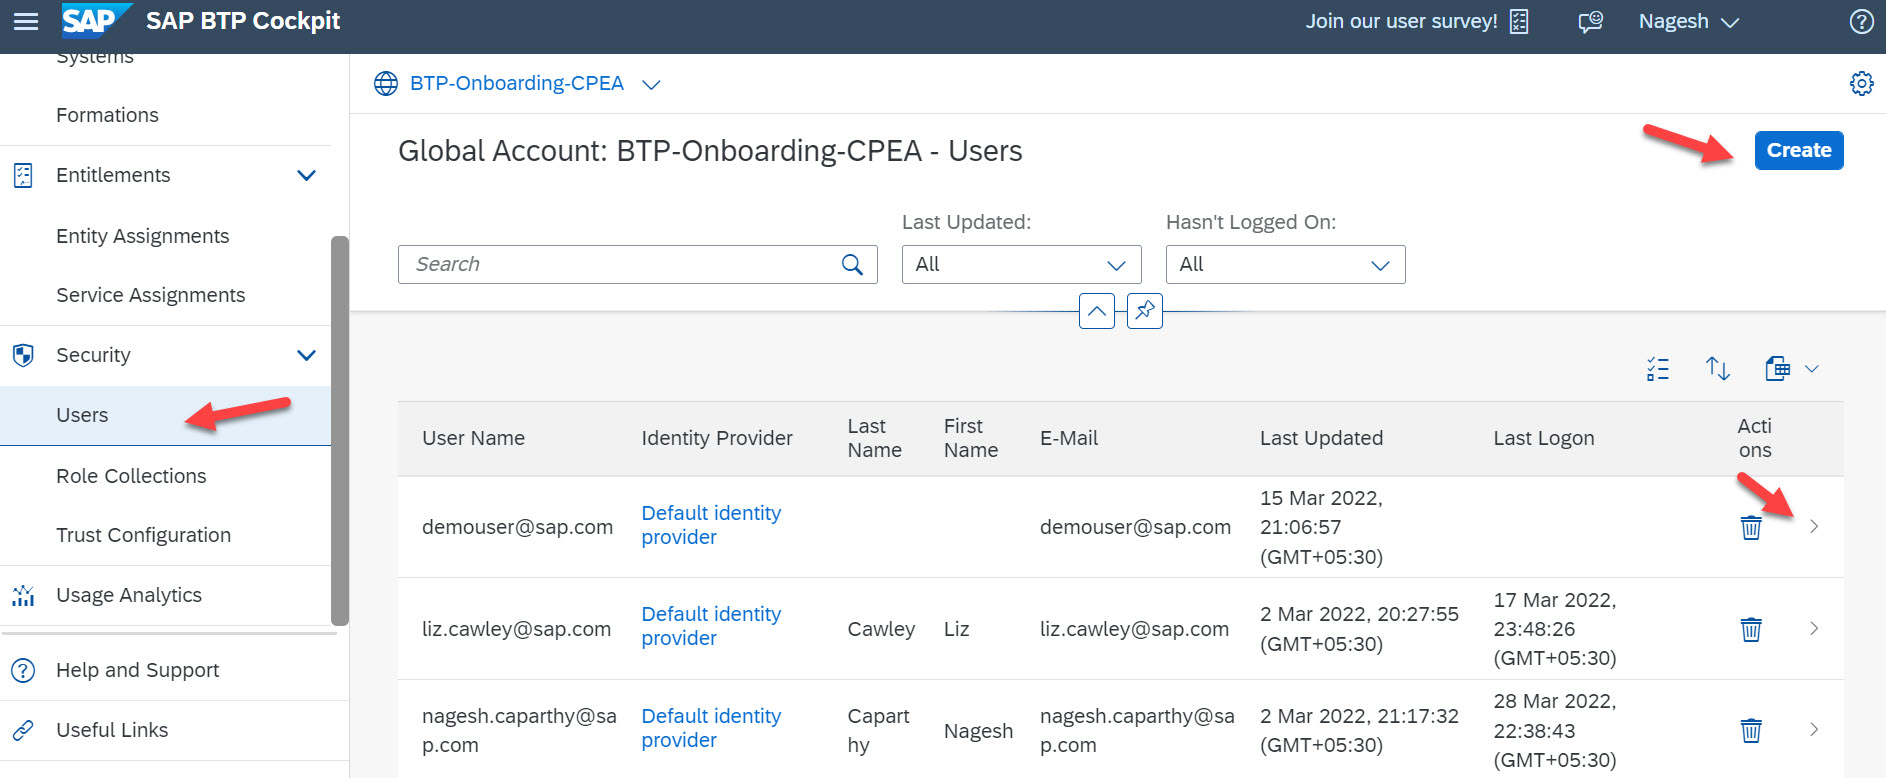 SAP SAP BTP Cockpit
Join our user survey!
Nagesh
Systems
Formations
Entitlements
Entity Assignments
Service Assignments
Security
Users
Role Collections
Trust Configuration
Usage Analytics
Help and Support
Useful Links
BTP-Onboarding-CPEA
Global Account: BTP-Onboarding-CPEA - Users
Create
Last Updated:
Hasn't Logged On:
Search
All
All
User Name
Identity Provider
Last
Name
First
Name
E-Mail
Last Updated
Last Logon
Acti
ons
demouser@sap.com
Default identity
provider
demouser@sap.com
15 Mar 2022,
21:06:57
(GMT+05:30)
liz.cawley@sap.com
Default identity
provider
Cawley
Liz
liz.cawley@sap.com
2 Mar 2022, 20:27:55
(GMT+05:30)
17 Mar 2022,
23:48:26
(GMT+05:30)
nagesh.caparthy@sa
p.com
Default identity
provider
Capart
hy
Nagesh
nagesh.caparthy@sa
p.com
2 Mar 2022, 21:17:32
(GMT+05:30)
28 Mar 2022,
22:38:43
(GMT+05:30)